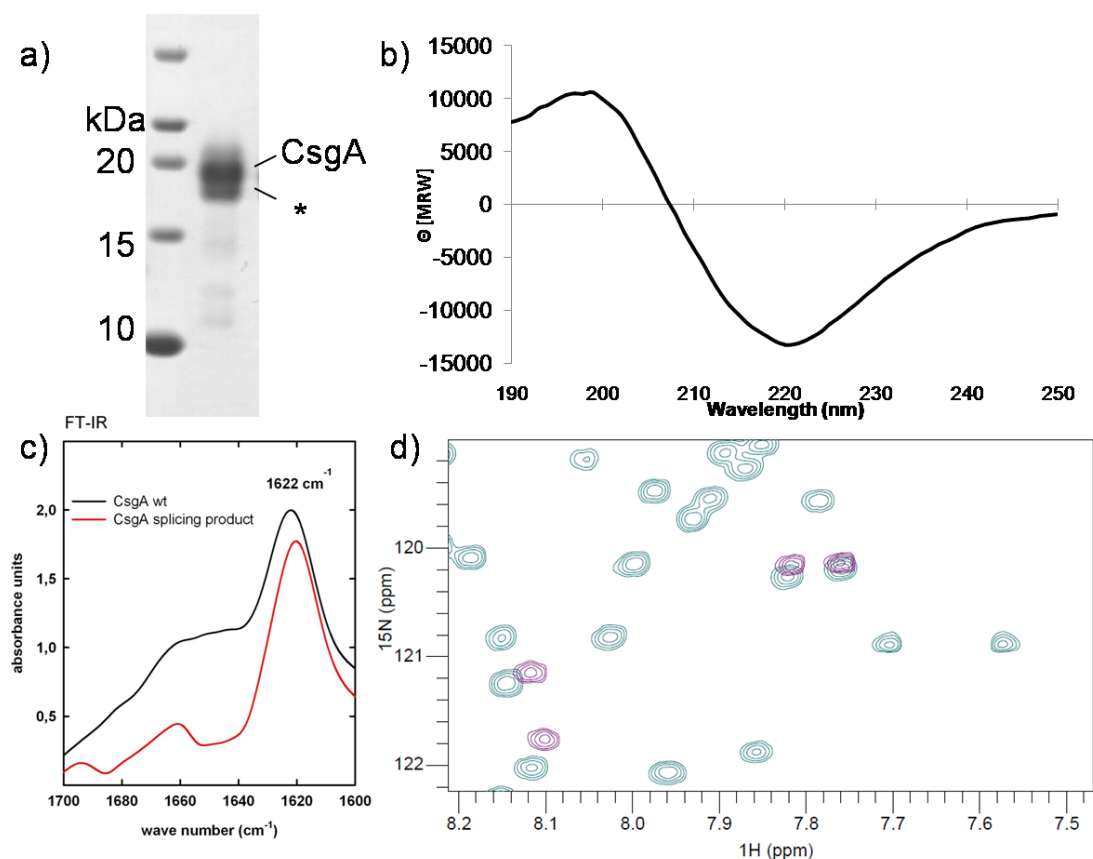 a)
kDa
20
15
10
CsgA
*
b)
15000
10000
5000
0
-5000
-10000
-15000
Θ [MRW]
190 200 210 220 230 240 250
Wavelength (nm)
FT-IR
c)
1622 cm-1
CsgA wt
CsgA splicing product
2,0
1,5
1,0
0,5
absorbance units
1700 1680 1660 1640 1620 1600
wave number (cm-1)
d)
120
121
122
15N (ppm)
8.2 8.1 8.0 7.9 7.8 7.7 7.6 7.5
1H (ppm)